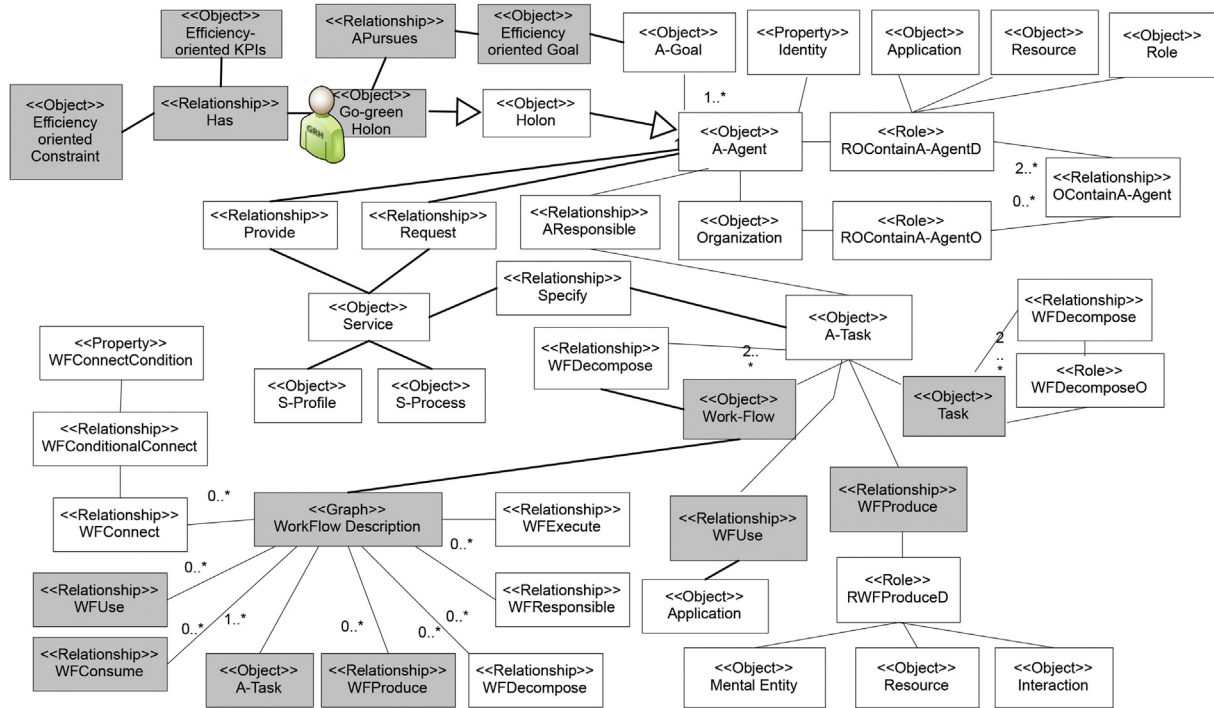 <<Object>>
Efficiency-
oriented KPIs
<<Relationship>>
APursues
<<Object>>
Efficiency
oriented Goal
<<Object>>
A-Goal
<<Property>>
Identity
<<Object>>
Application
<<Object>>
Resource
<<Object>>
Role
<<Object>>
Efficiency
oriented
Constraint
<<Relationship>>
Has
<<Object>>
Go-green
Holon
GRH
<<Object>>
Holon
1..*
<<Object>>
A-Agent
1
<<Role>>
ROContainA-AgentD
2..*
<<Relationship>>
OContainA-Agent
0..*
<<Relationship>>
Provide
<<Relationship>>
Request
<<Relationship>>
AResponsible
<<Object>>
Organization
<<Role>>
ROContainA-AgentO
<<Object>>
Service
<<Relationship>>
Specify
<<Object>>
A-Task
<<Relationship>>
WFDecompose
<<Property>>
WFConnectCondition
<<Relationship>>
WFDecompose
2..
*
2
..
*
<<Role>>
WFDecomposeO
<<Object>>
S-Profile
<<Object>>
S-Process
<<Object>>
Work-Flow
<<Object>>
Task
<<Relationship>>
WFConditionalConnect
<<Relationship>>
WFConnect
0..*
<<Graph>>
WorkFlow Description
<<Relationship>>
WFExecute
<<Relationship>>
WFUse
<<Relationship>>
WFProduce
0..*
0..*
<<Relationship>>
WFUse
<<Relationship>>
WFResponsible
<<Object>>
Application
<<Role>>
RWFProduceD
0..*
1..*
0..*
0..*
0..*
<<Relationship>>
WFConsume
<<Object>>
A-Task
<<Relationship>>
WFProduce
<<Relationship>>
WFDecompose
<<Object>>
Mental Entity
<<Object>>
Resource
<<Object>>
Interaction